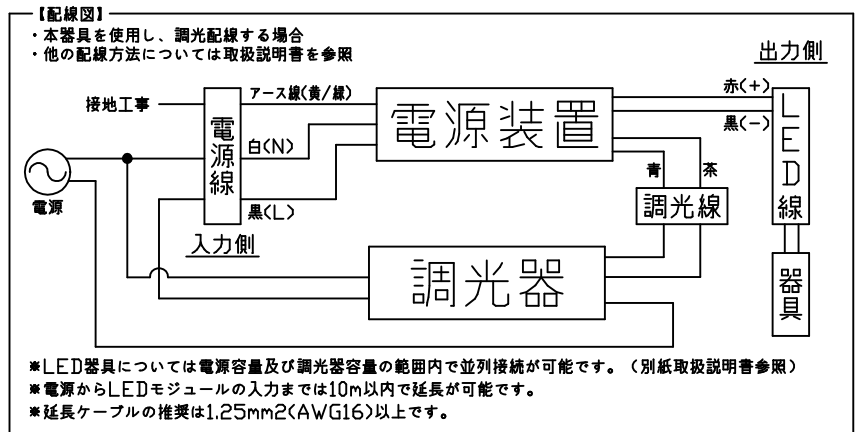 【配線図】
・本器具を使用し、調光配線する場合
・他の配線方法については取扱説明書を参照
出力側
接地工事
アース線(黄/緑)
電源線
電源装置
赤(+)
黒(-)
LED線
白(N)
青
茶
電源
黒(L)
調光線
入力側
調光器
器具
※LED器具については電源容量及び調光器容量の範囲内で並列接続が可能です。（別紙取扱説明書参照）
※電源からLEDモジュールの入力までは10m以内で延長が可能です。
※延長ケーブルの推奨は1.25mm2(AWG16)以上です。